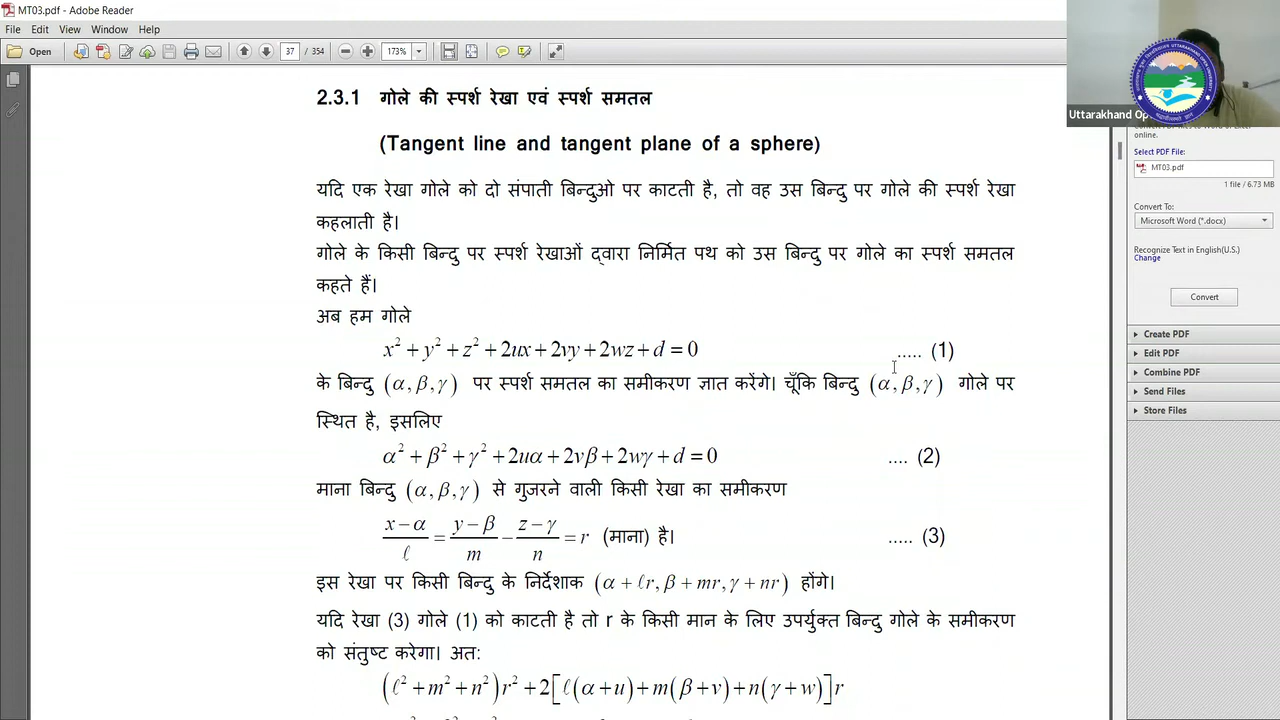 MT03.pdf - Adobe Reader
File Edit View Window Help
Open 37 / 354 173%
2.3.1 गोले की स्पर्श रेखा एवं स्पर्श समतल
(Tangent line and tangent plane of a sphere)
यदि एक रेखा गोले को दो संपाती बिन्दुओ पर काटती है, तो वह उस बिन्दु पर गोले की स्पर्श रेखा
कहलाती है।
गोले के किसी बिन्दु पर स्पर्श रेखाओं द्वारा निर्मित पथ को उस बिन्दु पर गोले का स्पर्श समतल
कहते हैं।
अब हम गोले
x² + y² + z² + 2ux + 2vy + 2wz + d = 0 ..... (1)
के बिन्दु (α, β, γ) पर स्पर्श समतल का समीकरण ज्ञात करेंगे। चूँकि बिन्दु (α, β, γ) गोले पर
स्थित है, इसलिए
α² + β² + γ² + 2uα + 2vβ + 2wγ + d = 0 .... (2)
माना बिन्दु (α, β, γ) से गुजरने वाली किसी रेखा का समीकरण
(x − α)/ℓ = (y − β)/m − (z − γ)/n = r (माना) है। ..... (3)
इस रेखा पर किसी बिन्दु के निर्देशाक (α + ℓr, β + mr, γ + nr) होंगे।
यदि रेखा (3) गोले (1) को काटती है तो r के किसी मान के लिए उपर्युक्त बिन्दु गोले के समीकरण
को संतुष्ट करेगा। अत:
(ℓ² + m² + n²) r² + 2[ℓ(α + u) + m(β + v) + n(γ + w)] r
Uttarakhand Op
online.
Select PDF File:
MT03.pdf
1 file / 6.73 MB
Convert To:
Microsoft Word (*.docx)
Recognize Text in English(U.S.)
Change
Convert
Create PDF
Edit PDF
Combine PDF
Send Files
Store Files